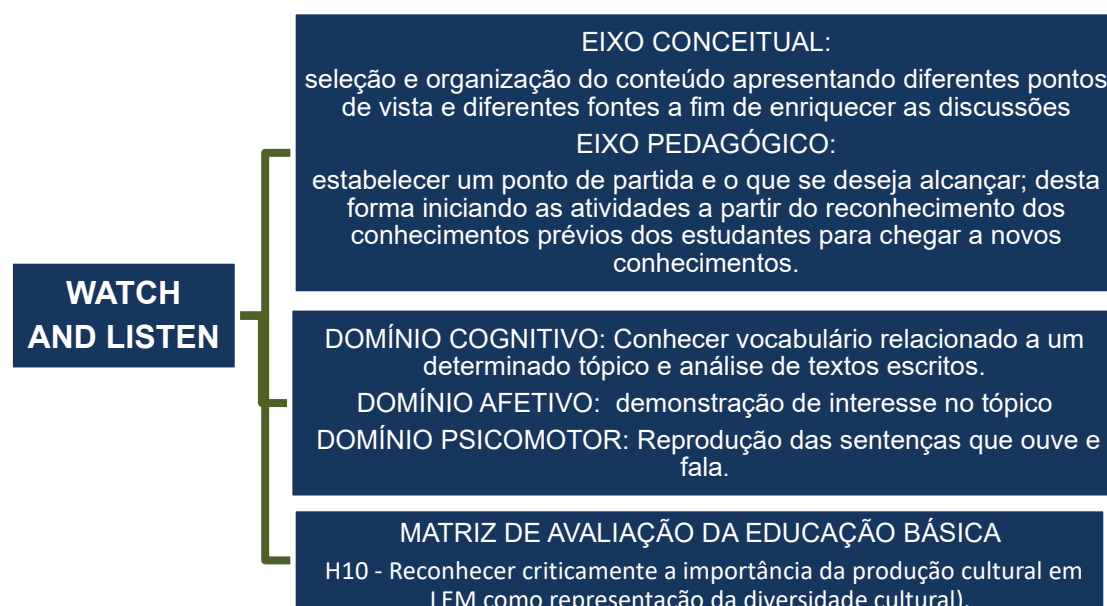 WATCH
AND LISTEN
EIXO CONCEITUAL:
seleção e organização do conteúdo apresentando diferentes pontos
de vista e diferentes fontes a fim de enriquecer as discussões
EIXO PEDAGÓGICO:
estabelecer um ponto de partida e o que se deseja alcançar; desta
forma iniciando as atividades a partir do reconhecimento dos
conhecimentos prévios dos estudantes para chegar a novos
conhecimentos.
DOMÍNIO COGNITIVO: Conhecer vocabulário relacionado a um
determinado tópico e análise de textos escritos.
DOMÍNIO AFETIVO: demonstração de interesse no tópico
DOMÍNIO PSICOMOTOR: Reprodução das sentenças que ouve e
fala.
MATRIZ DE AVALIAÇÃO DA EDUCAÇÃO BÁSICA
H10 - Reconhecer criticamente a importância da produção cultural em
LEM como representação da diversidade cultural).